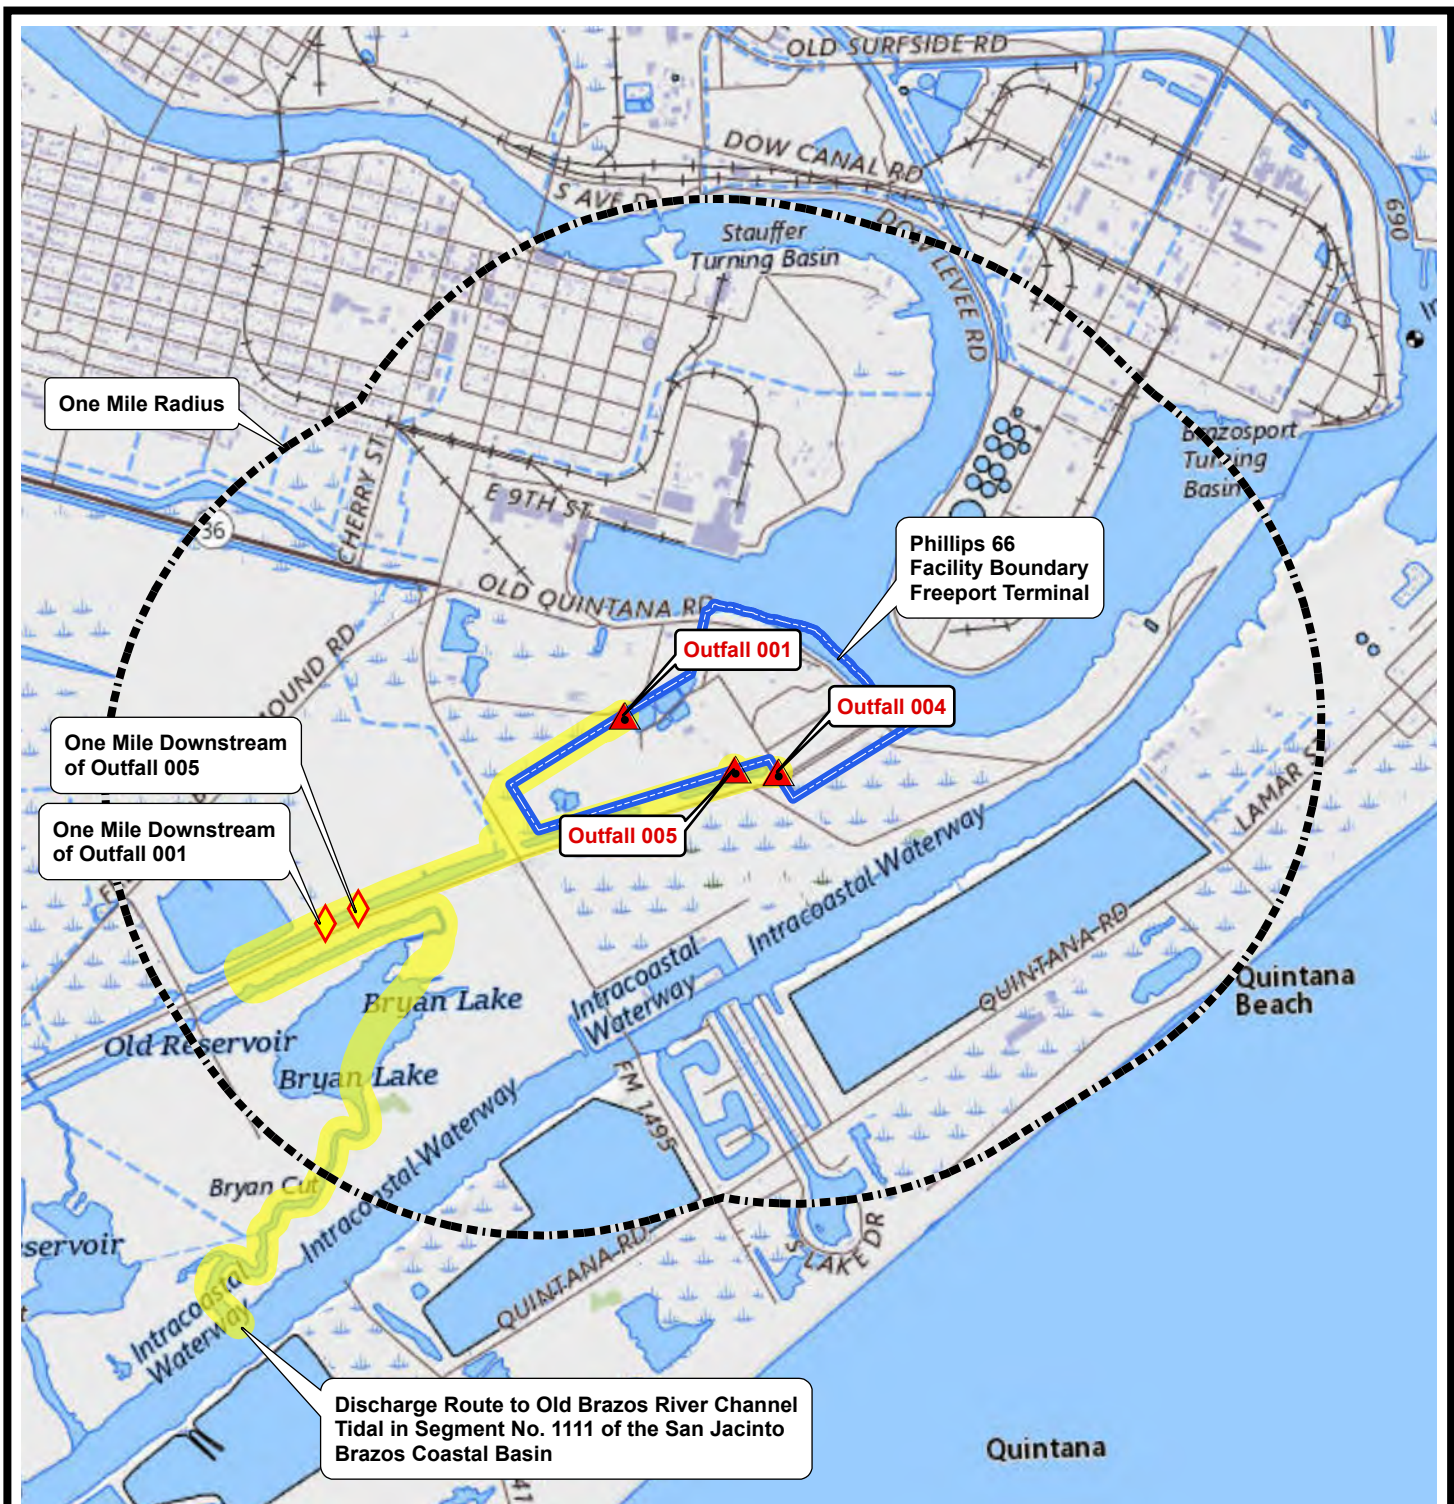 OLD SURFSIDE RD
DOW CANAL RD
S AVE
Stauffer
Turning Basin
DOW LEVEE RD
690
One Mile Radius
CHERRY ST
36
E 9TH ST
Brazosport
Turning
Basin
Phillips 66
Facility Boundary
Freeport Terminal
OLD QUINTANA RD
Outfall 001
Outfall 004
MOUND RD
One Mile Downstream
of Outfall 005
One Mile Downstream
of Outfall 001
Outfall 005
LAMAR ST
Intracoastal Waterway
QUINTANA RD
Quintana
Beach
Bryan Lake
Intracoastal
Waterway
Old Reservoir
Bryan Lake
FM 1495
Intracoastal Waterway
Bryan Cut
servoir
S LAKE DR
QUINTANA RD
Intracoastal
Waterway
Discharge Route to Old Brazos River Channel
Tidal in Segment No. 1111 of the San Jacinto
Brazos Coastal Basin
Quintana